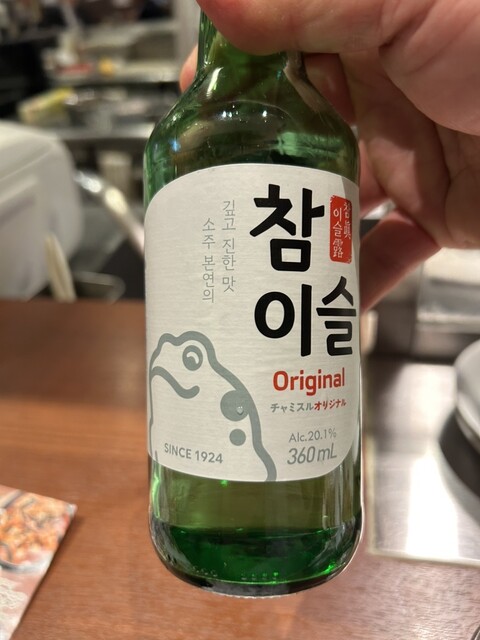 소주 본연의
깊고 진한 맛
참
이슬
참眞
이슬露
Original
チャミスルオリジナル
Alc.20.1%
360mL
SINCE 1924